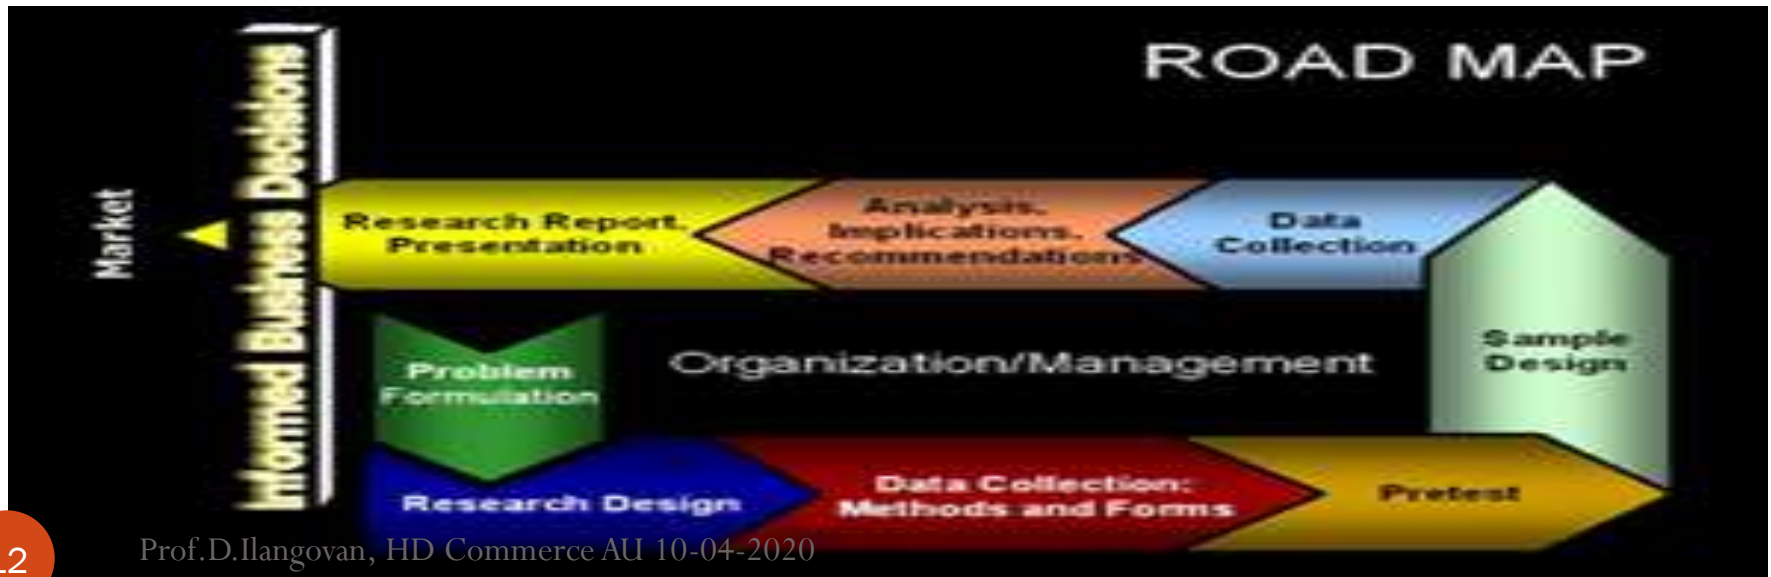 ROAD MAP
Market
Informed Business Decisions
Research Report,
Presentation
Analysis,
Implications,
Recommendations
Data
Collection
Problem
Formulation
Organization/Management
Sample
Design
Research Design
Data Collection:
Methods and Forms
Pretest
Prof.D.Ilangovan, HD Commerce AU 10-04-2020